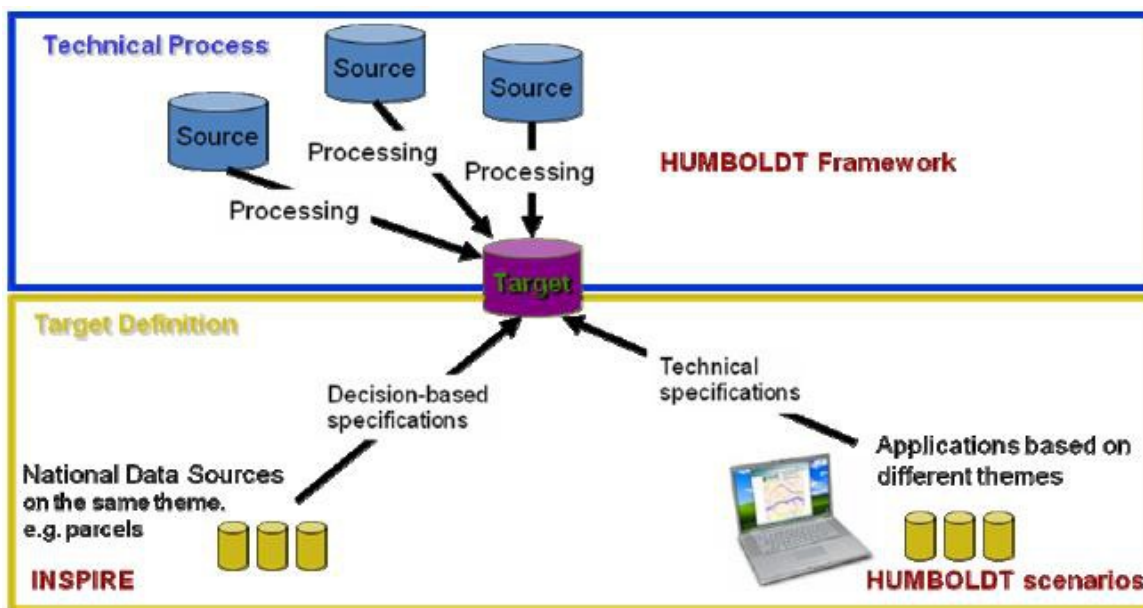 Technical Process
Source
Source
Source
Processing
Processing
Processing
HUMBOLDT Framework
Target
Target Definition
Decision-based
specifications
Technical
specifications
National Data Sources
on the same theme.
e.g. parcels
INSPIRE
Applications based on
different themes
HUMBOLDT scenarios